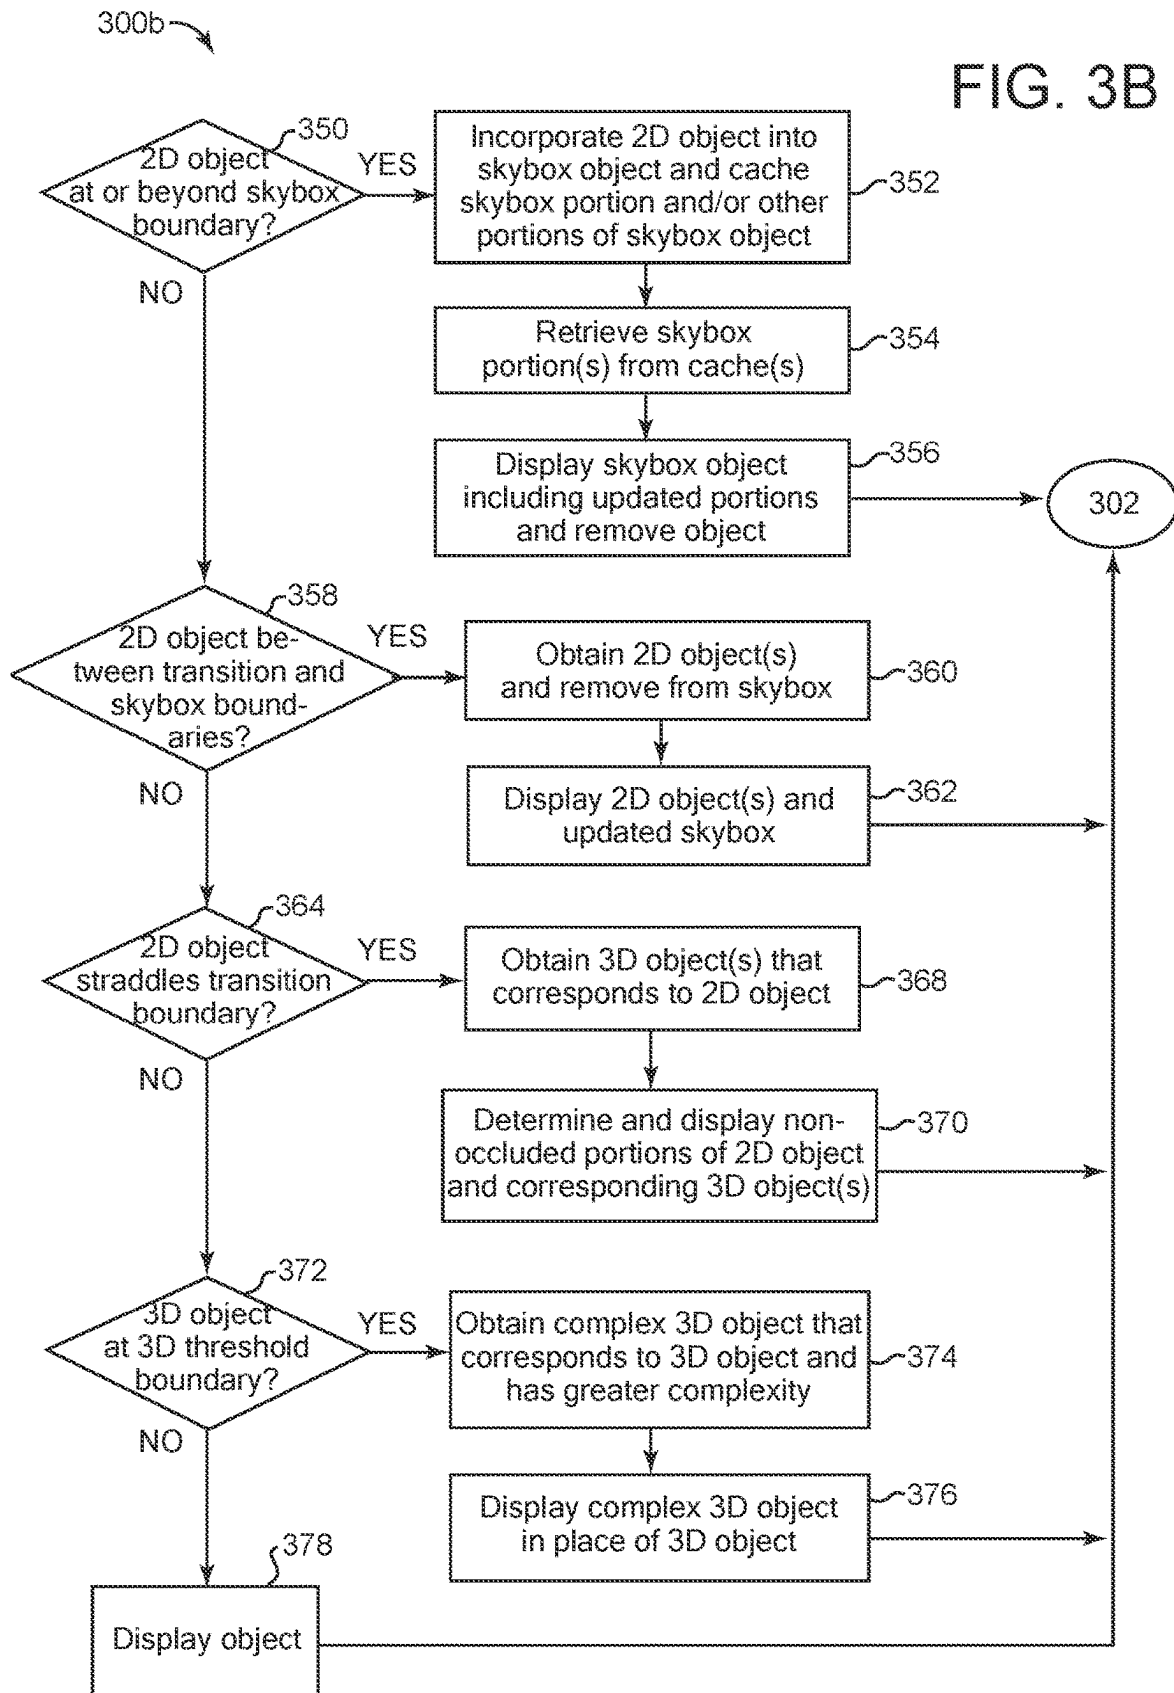 300b
FIG. 3B
350
2D object
at or beyond skybox
boundary?
YES
Incorporate 2D object into
skybox object and cache
skybox portion and/or other
portions of skybox object
352
NO
Retrieve skybox
portion(s) from cache(s)
354
Display skybox object
including updated portions
and remove object
356
302
358
2D object be-
tween transition and
skybox bound-
aries?
YES
Obtain 2D object(s)
and remove from skybox
360
NO
Display 2D object(s) and
updated skybox
362
364
2D object
straddles transition
boundary?
YES
Obtain 3D object(s) that
corresponds to 2D object
368
NO
Determine and display non-
occluded portions of 2D object
and corresponding 3D object(s)
370
372
3D object
at 3D threshold
boundary?
YES
Obtain complex 3D object that
corresponds to 3D object and
has greater complexity
374
NO
Display complex 3D object
in place of 3D object
376
378
Display object